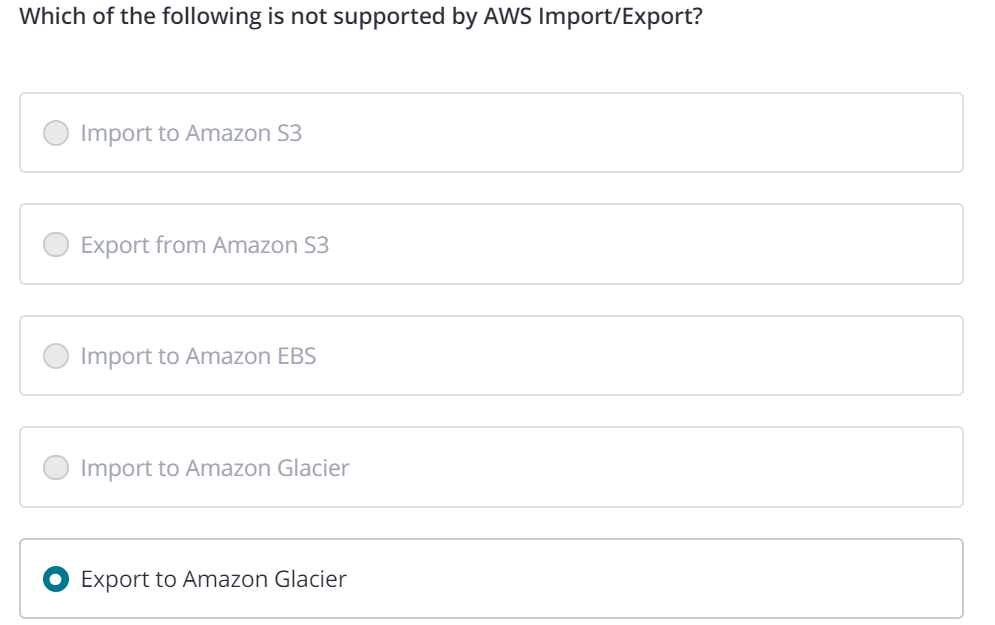 Which of the following is not supported by AWS Import/Export?
Import to Amazon S3
Export from Amazon S3
Import to Amazon EBS
Import to Amazon Glacier
Export to Amazon Glacier